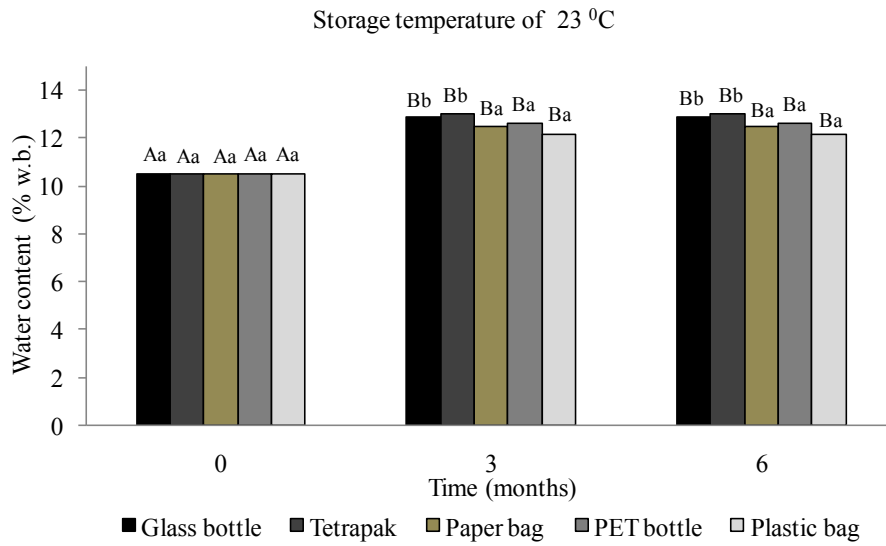 Storage temperature of 23 ⁰C
Water content (% w.b.)
14
12
10
8
6
4
2
0
Aa Aa Aa Aa Aa
Bb Bb Ba Ba Ba
Bb Bb Ba Ba Ba
0 3 6
Time (months)
Glass bottle Tetrapak Paper bag PET bottle Plastic bag